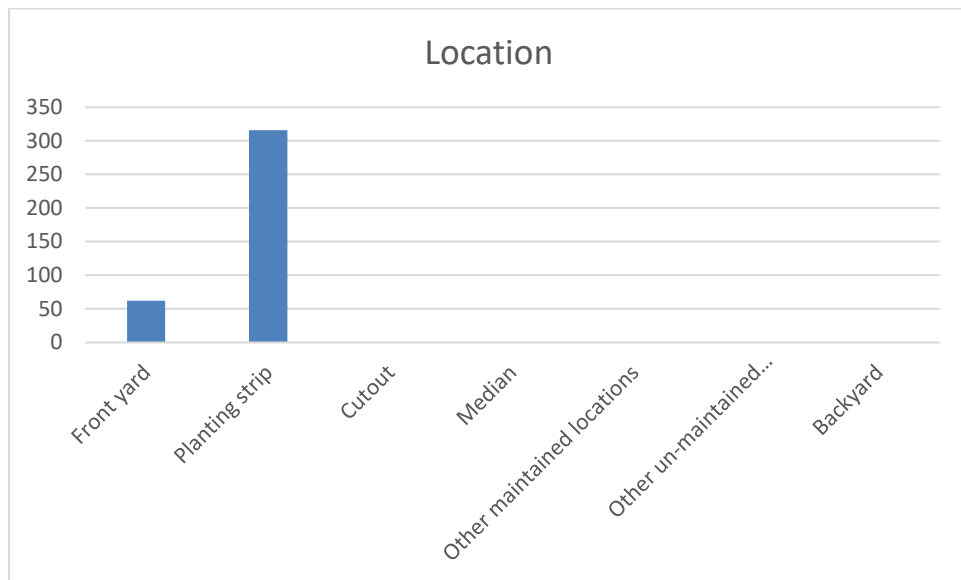 Location
350
300
250
200
150
100
50
0
Front yard
Planting strip
Cutout
Median
Other maintained locations
Other un-maintained...
Backyard